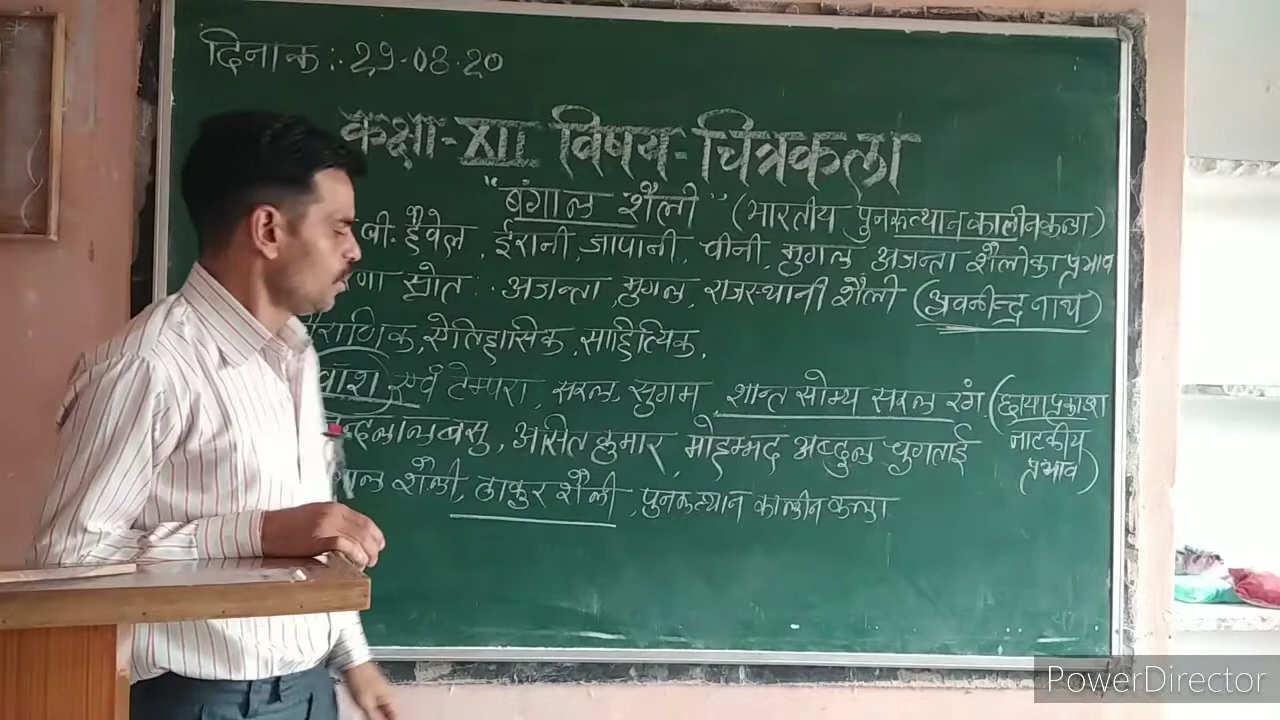 दिनाक :- 29-08-20
कक्षा-XII विषय-चित्रकला
"बंगाल शैली" (भारतीय पुनरूत्थान कालीन कला)
बी. हैवेल, ईरानी, जापानी, चीनी, मुगल, अजन्ता शैली का प्रभाव
स्रोत : अजन्ता, मुगल, राजस्थानी शैली (अवनीन्द्र नाथ)
ऐतिहासिक, साहित्यिक,
वाश एवं टेम्परा, सरल, सुगम, शान्त सोम्य सरल रंग (छाया प्रकाश
नाटकीय
प्रभाव)
नन्दलाल बसु, असित कुमार, मोहम्मद अब्दुल चुगताई
शैली, ठाकुर शैली, पुनरूत्थान कालीन कला
PowerDirector